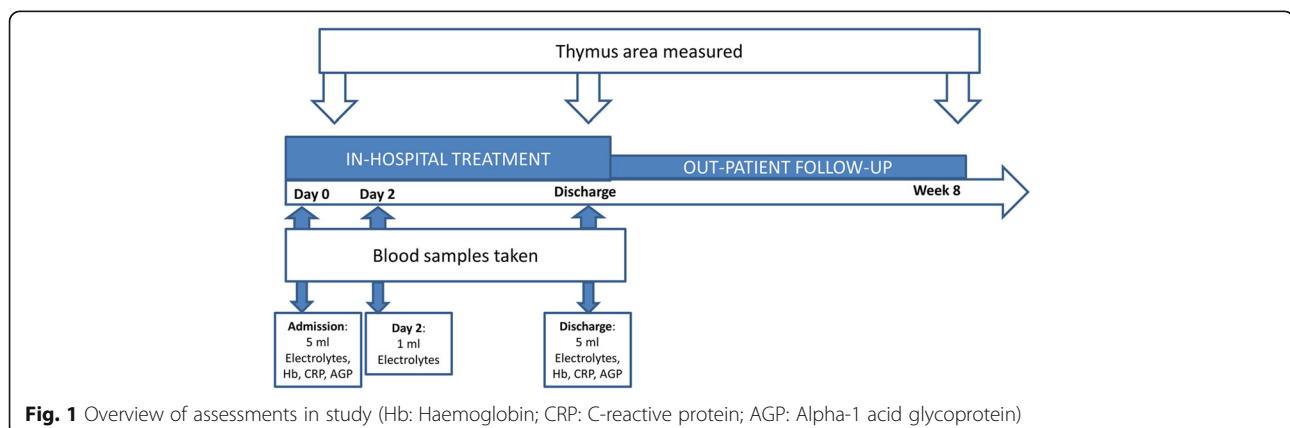 Thymus area measured
IN-HOSPITAL TREATMENT
OUT-PATIENT FOLLOW-UP
Day 0
Day 2
Discharge
Week 8
Blood samples taken
Admission:
5 ml
Electrolytes,
Hb, CRP, AGP
Day 2:
1 ml
Electrolytes
Discharge:
5 ml
Electrolytes,
Hb, CRP, AGP
Fig. 1 Overview of assessments in study (Hb: Haemoglobin; CRP: C-reactive protein; AGP: Alpha-1 acid glycoprotein)